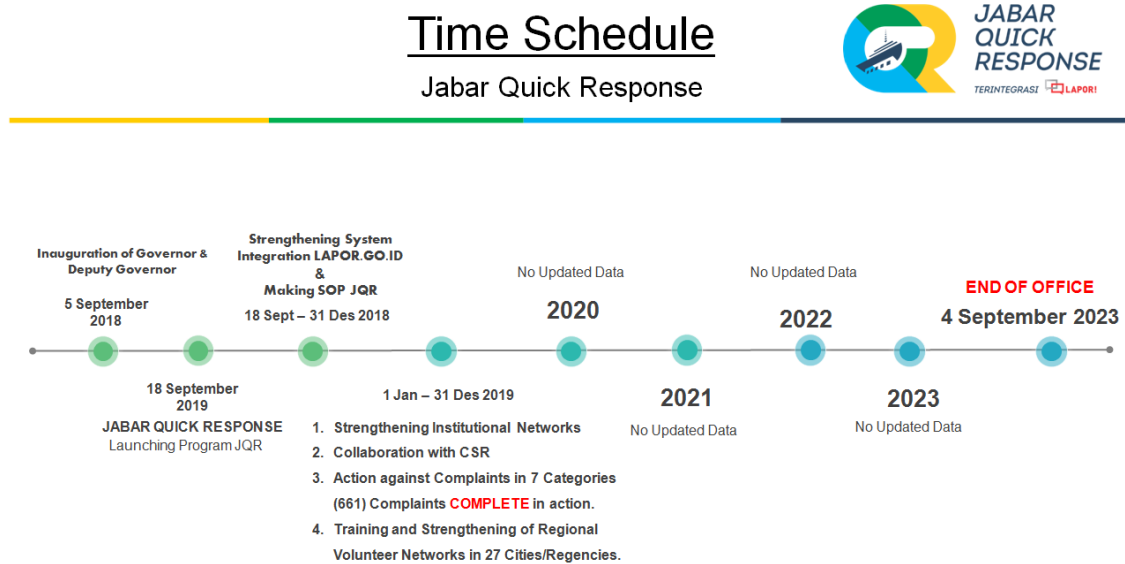 Time Schedule
Jabar Quick Response
JABAR
QUICK
RESPONSE
TERINTEGRASI LAPOR!
Inauguration of Governor &
Deputy Governor
5 September
2018
18 September
2019
JABAR QUICK RESPONSE
Launching Program JQR
Strengthening System
Integration LAPOR.GO.ID
&
Making SOP JQR
18 Sept – 31 Des 2018
1 Jan – 31 Des 2019
1. Strengthening Institutional Networks
2. Collaboration with CSR
3. Action against Complaints in 7 Categories
(661) Complaints COMPLETE in action.
4. Training and Strengthening of Regional
Volunteer Networks in 27 Cities/Regencies.
No Updated Data
2020
2021
No Updated Data
No Updated Data
2022
2023
No Updated Data
END OF OFFICE
4 September 2023